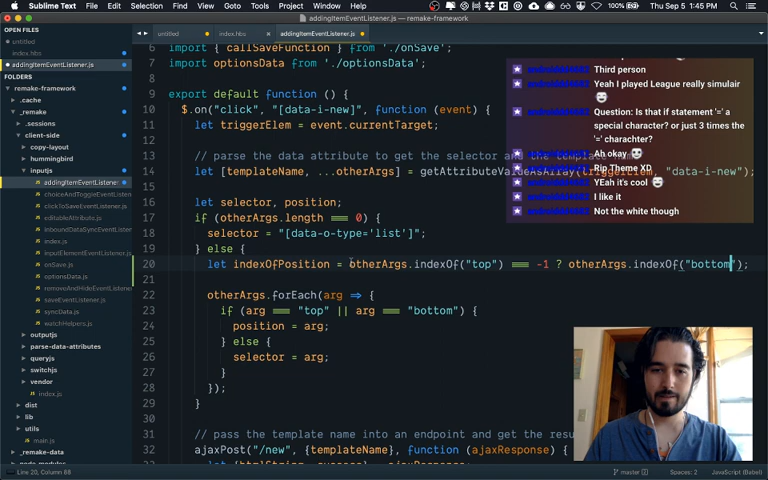 Sublime Text File Edit Selection Find View Goto Tools Project Window Help 100% Thu Sep 5 1:45 PM
addingItemEventListener.js — remake-framework
OPEN FILES
untitled
index.hbs
addingItemEventListener.js
FOLDERS
remake-framework
.cache
_remake
.sessions
client-side
copy-layout
hummingbird
inputjs
addingItemEventListener
choiceAndToggleEventListen
clickToSaveEventListener.js
editableAttribute.js
inboundDataSyncEventListen
index.js
inputElementEventListener.js
onSave.js
optionsData.js
removeAndHideEventListener
saveEventListener.js
syncData.js
watchHelpers.js
outputjs
parse-data-attributes
queryjs
switchjs
vendor
index.js
dist
lib
utils
main.js
_remake-data
node_modules
untitled
index.hbs
addingItemEventListener.js
6 import { callSaveFunction } from './onSave';
7 import optionsData from './optionsData';
8
9 export default function () {
10 $.on("click", "[data-i-new]", function (event) {
11 let triggerElem = event.currentTarget;
12
13 // parse the data attribute to get the selector and the template name
14 let [templateName, ...otherArgs] = getAttributeValueAsArray(triggerElem, "data-i-new");
15
16 let selector, position;
17 if (otherArgs.length === 0) {
18 selector = "[data-o-type='list']";
19 } else {
20 let indexOfPosition = otherArgs.indexOf("top") === -1 ? otherArgs.indexOf("bottom");
21
22 otherArgs.forEach(arg => {
23 if (arg === "top" || arg === "bottom") {
24 position = arg;
25 } else {
26 selector = arg;
27 }
28 });
29 }
30
31 // pass the template name into an endpoint and get the resu
32 ajaxPost("/new", {templateName}, function (ajaxResponse) {
Third person
Yeah I played League really simulair
Question: Is that if statement '=' a
special character? or just 3 times the
'=' charachter?
Ah okay
Rip theme XD
YEah it's cool
I like it
Not the white though
Line 20, Column 88
master
Spaces: 2
JavaScript (Babel)